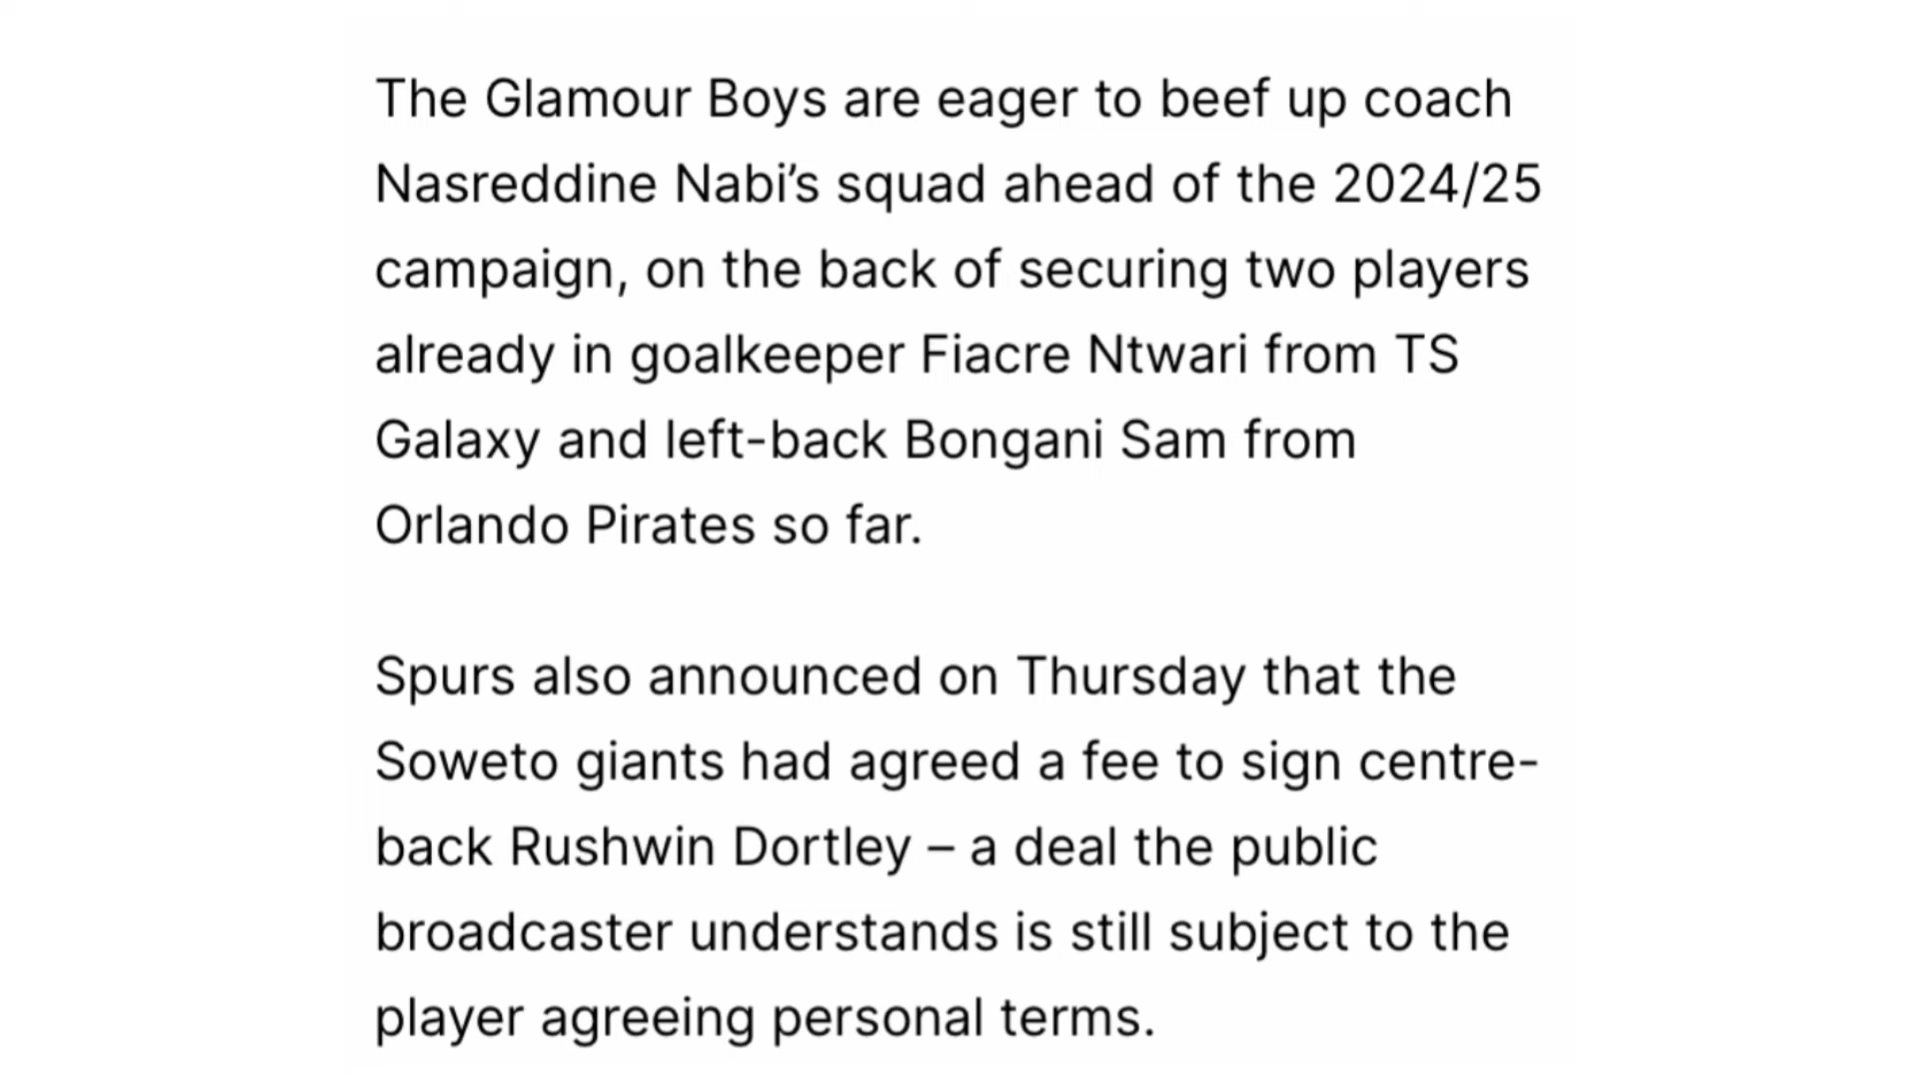 The Glamour Boys are eager to beef up coach
Nasreddine Nabi’s squad ahead of the 2024/25
campaign, on the back of securing two players
already in goalkeeper Fiacre Ntwari from TS
Galaxy and left-back Bongani Sam from
Orlando Pirates so far.
Spurs also announced on Thursday that the
Soweto giants had agreed a fee to sign centre-
back Rushwin Dortley – a deal the public
broadcaster understands is still subject to the
player agreeing personal terms.